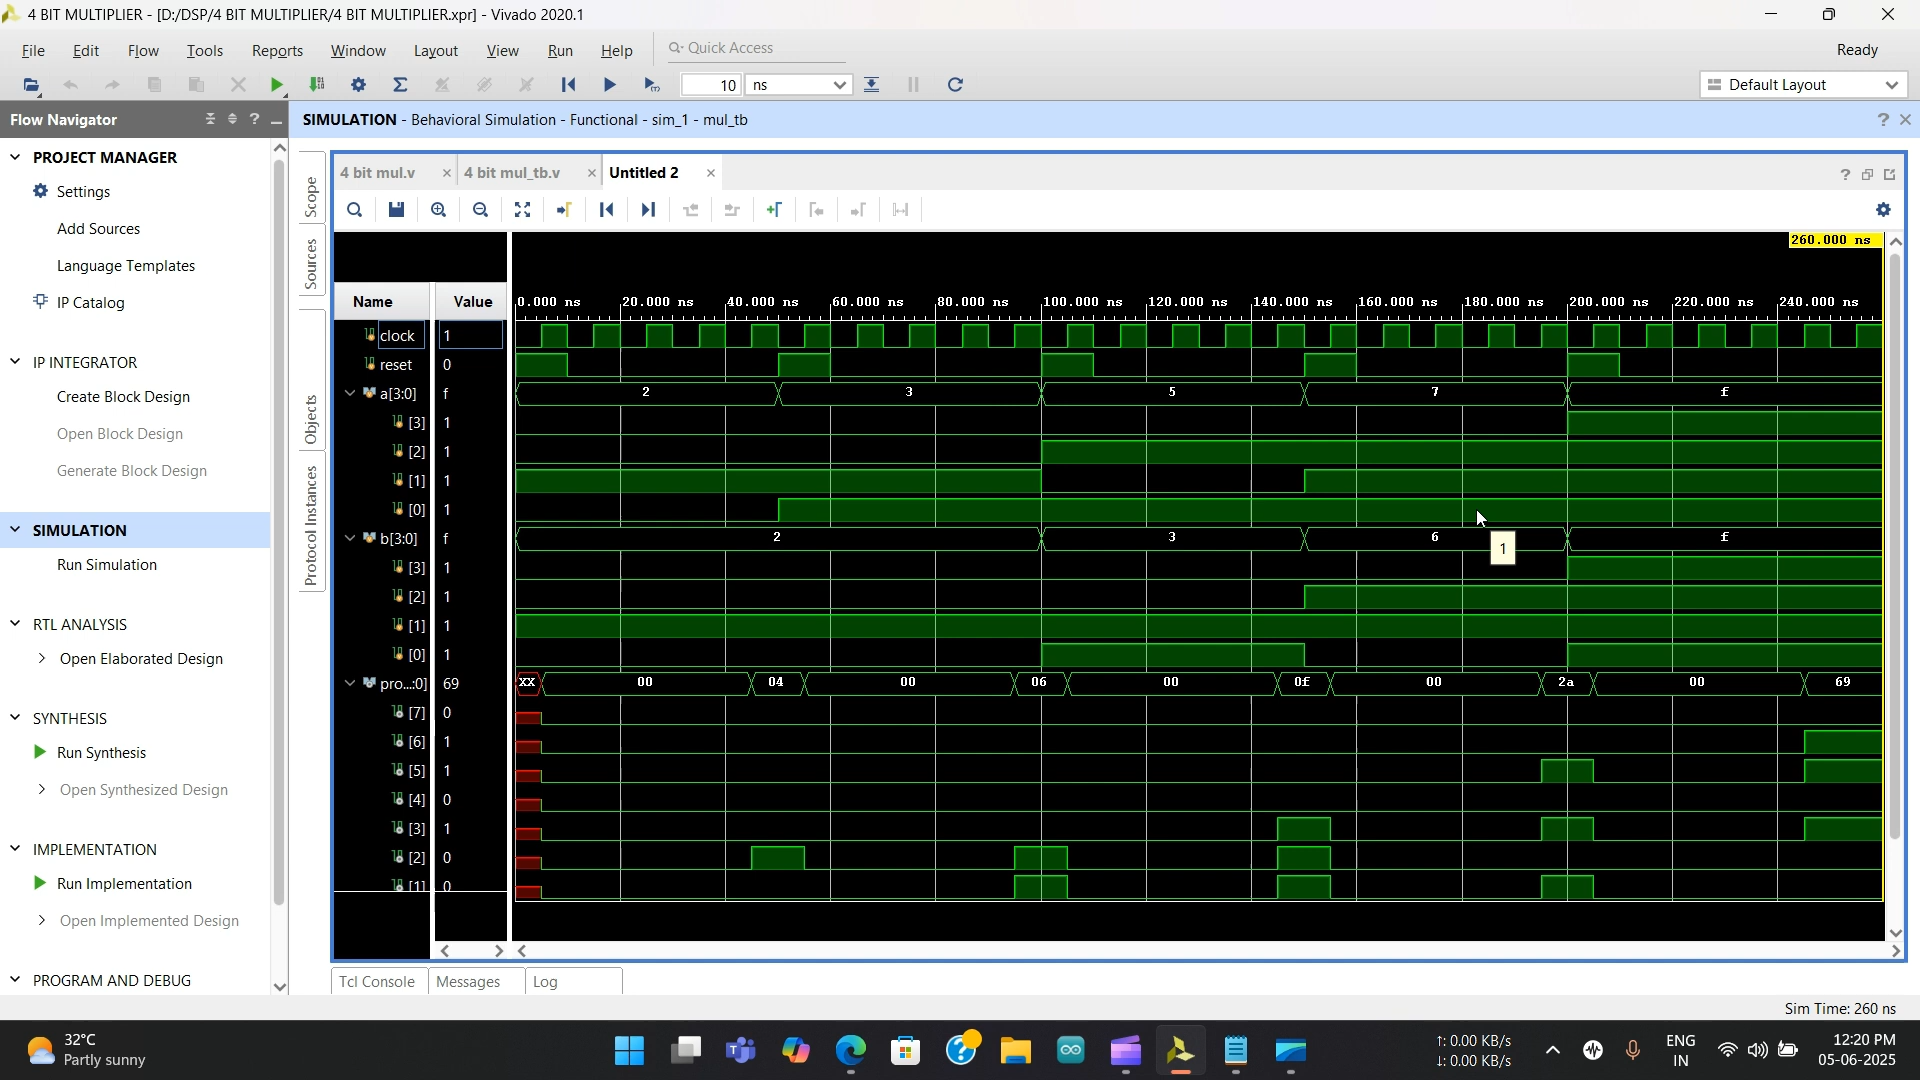 4 BIT MULTIPLIER - [D:/DSP/4 BIT MULTIPLIER/4 BIT MULTIPLIER.xpr] - Vivado 2020.1
File Edit Flow Tools Reports Window Layout View Run Help Quick Access
Ready
10 ns
Default Layout
Flow Navigator
SIMULATION - Behavioral Simulation - Functional - sim_1 - mul_tb
PROJECT MANAGER
Settings
Add Sources
Language Templates
IP Catalog
IP INTEGRATOR
Create Block Design
Open Block Design
Generate Block Design
SIMULATION
Run Simulation
RTL ANALYSIS
Open Elaborated Design
SYNTHESIS
Run Synthesis
Open Synthesized Design
IMPLEMENTATION
Run Implementation
Open Implemented Design
PROGRAM AND DEBUG
Scope
Sources
Objects
Protocol Instances
4 bit mul.v
4 bit mul_tb.v
Untitled 2
260.000 ns
Name Value
0.000 ns 20.000 ns 40.000 ns 60.000 ns 80.000 ns 100.000 ns 120.000 ns 140.000 ns 160.000 ns 180.000 ns 200.000 ns 220.000 ns 240.000 ns
clock 1
reset 0
a[3:0] f 2 3 5 7 f
[3] 1
[2] 1
[1] 1
[0] 1
b[3:0] f 2 3 6 f
1
[3] 1
[2] 1
[1] 1
[0] 1
pro...:0] 69 XX 00 04 00 06 00 0f 00 2a 00 69
[7] 0
[6] 1
[5] 1
[4] 0
[3] 1
[2] 0
[1] 0
Tcl Console Messages Log
Sim Time: 260 ns
32°C
Partly sunny
↑: 0.00 KB/s
↓: 0.00 KB/s
ENG
IN
12:20 PM
05-06-2025